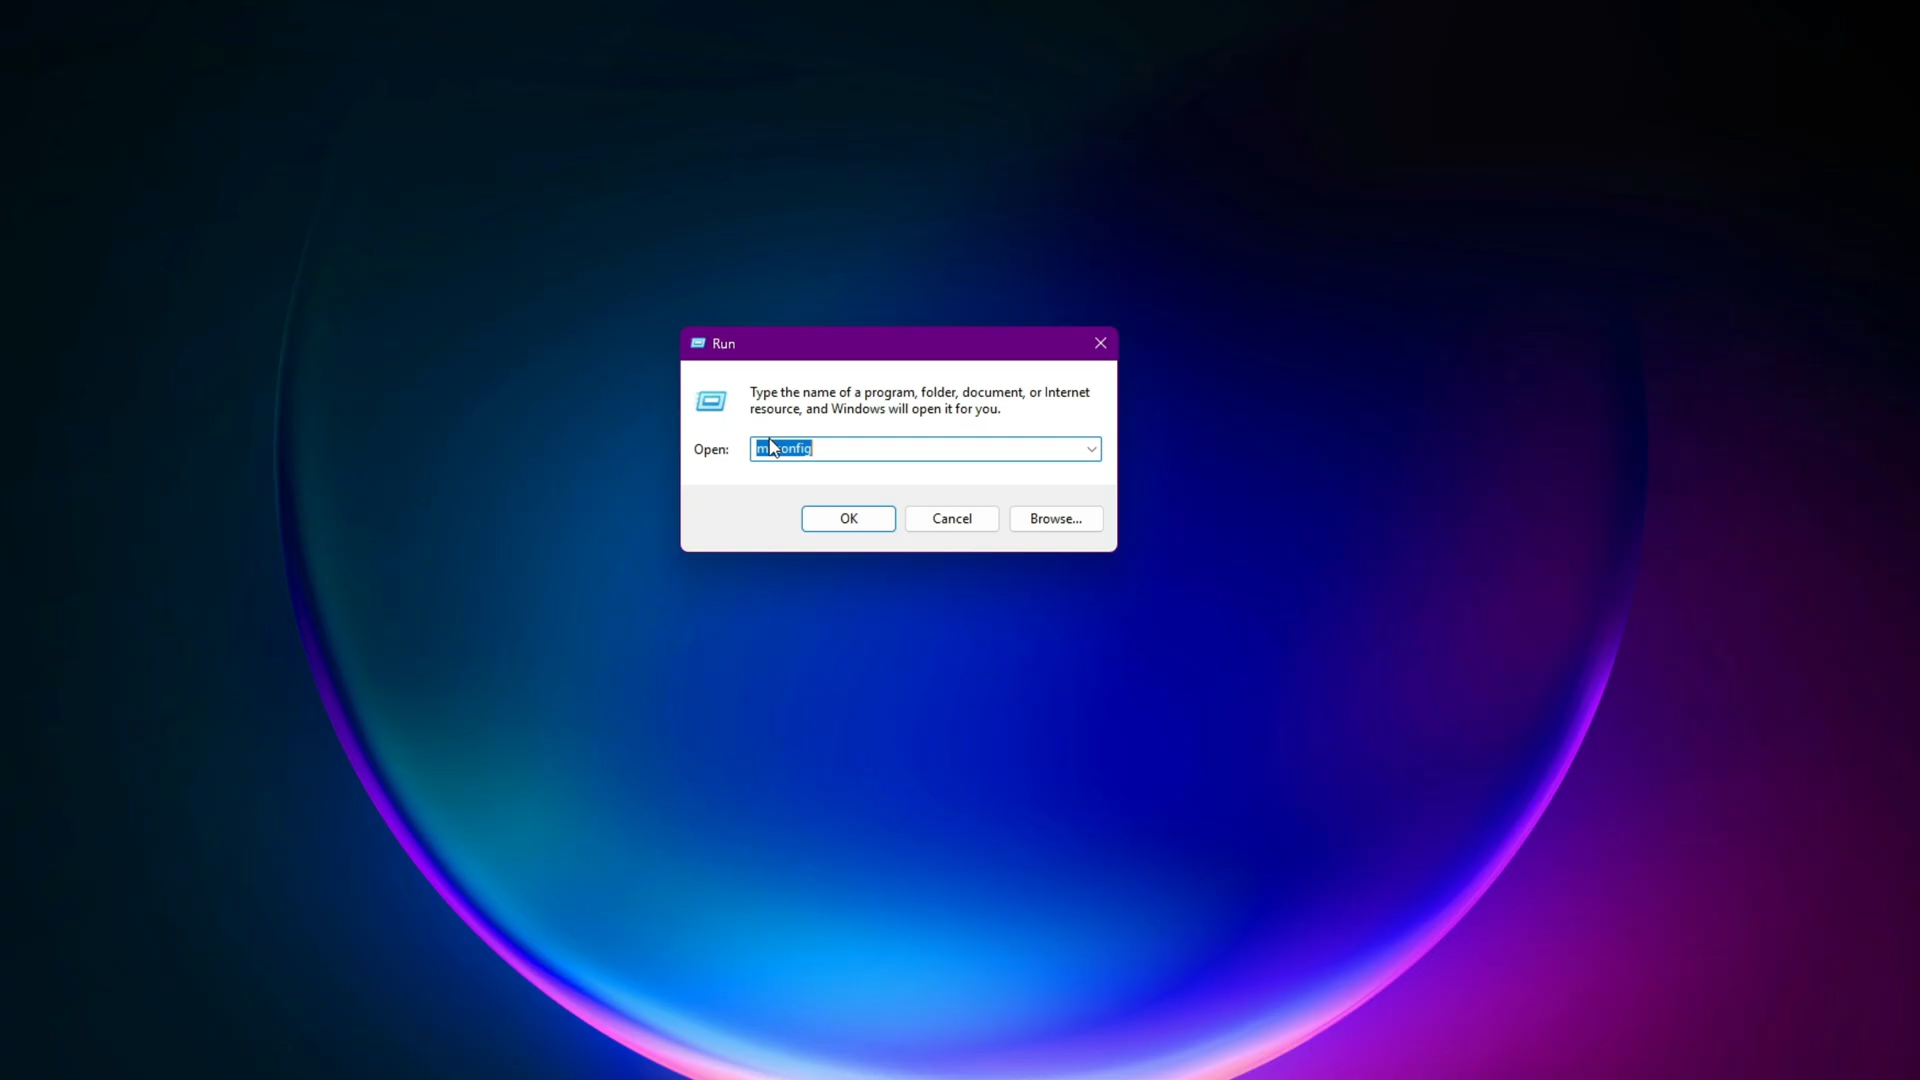 Run
Type the name of a program, folder, document, or Internet
resource, and Windows will open it for you.
Open: msconfig
OK Cancel Browse...